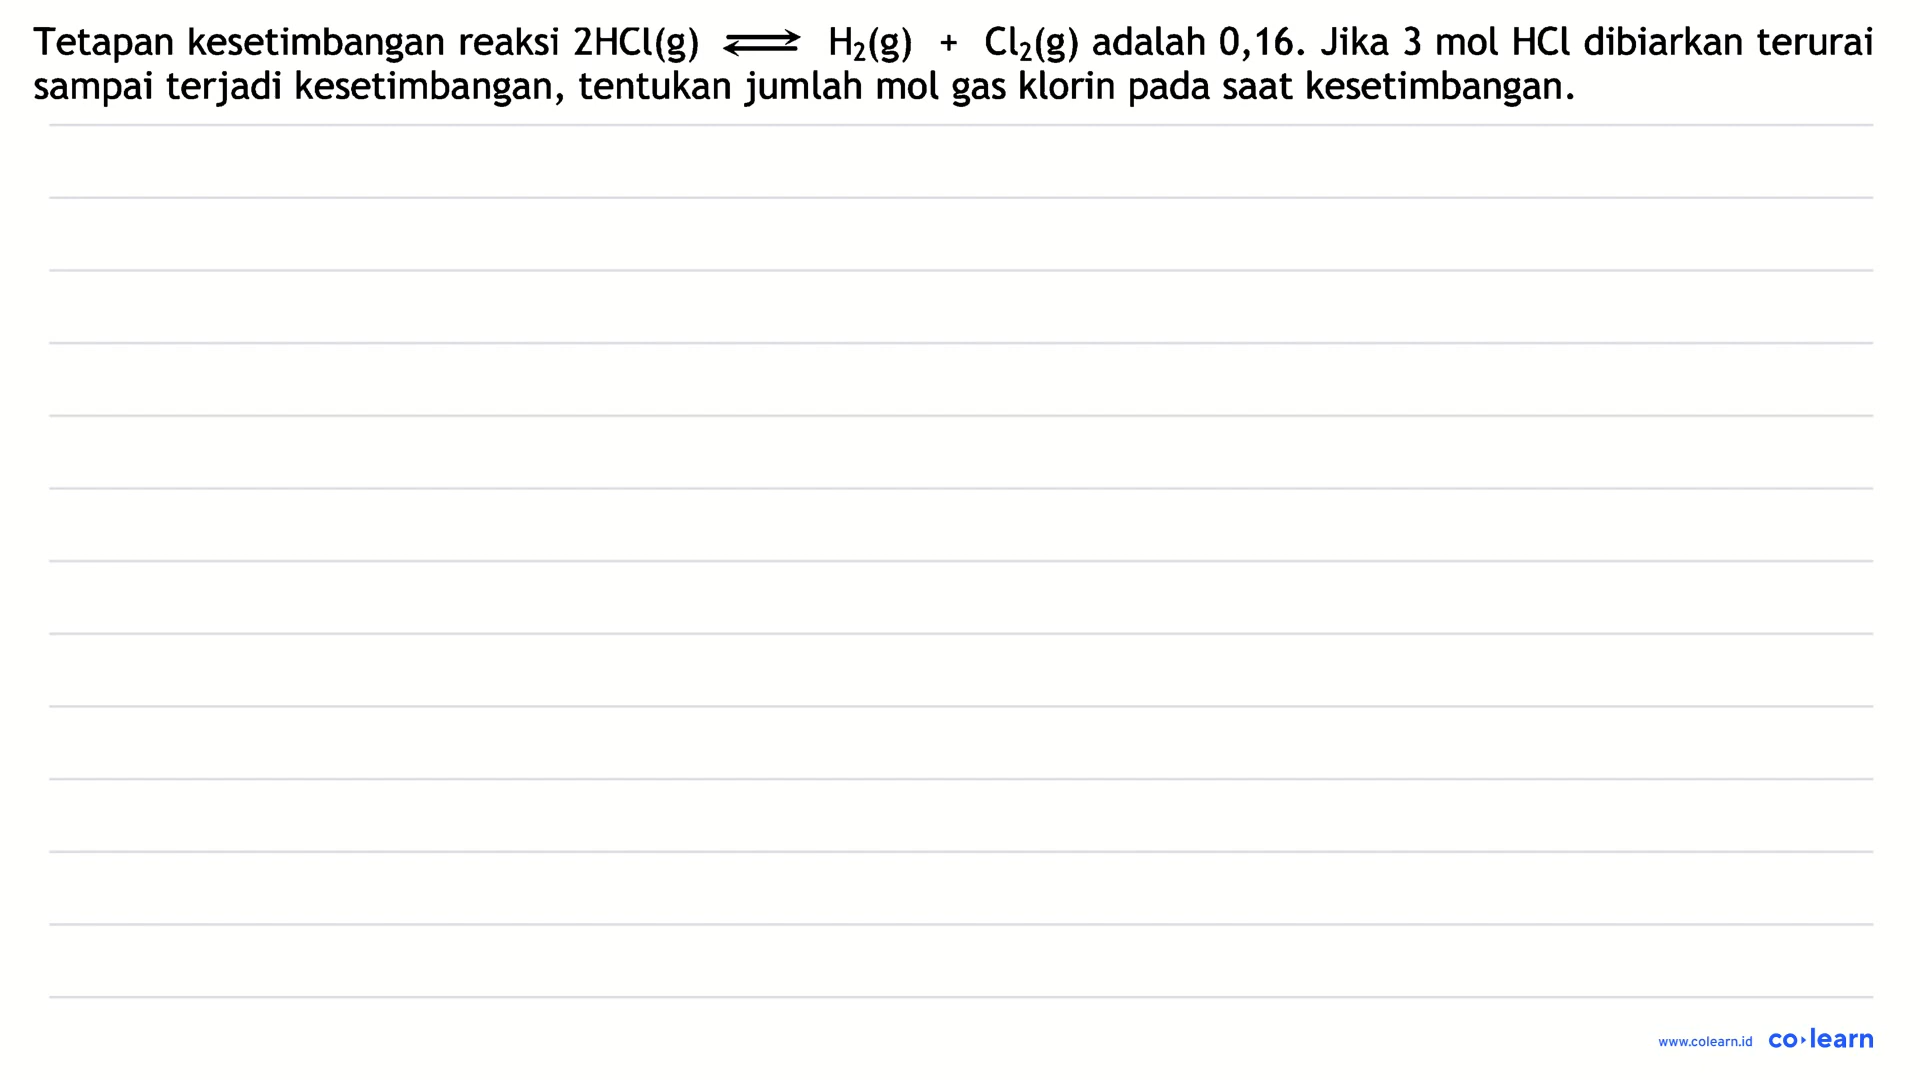 Tetapan kesetimbangan reaksi 2HCl(g) ⇌ H₂(g) + Cl₂(g) adalah 0,16. Jika 3 mol HCl dibiarkan terurai
sampai terjadi kesetimbangan, tentukan jumlah mol gas klorin pada saat kesetimbangan.
www.colearn.id co·learn